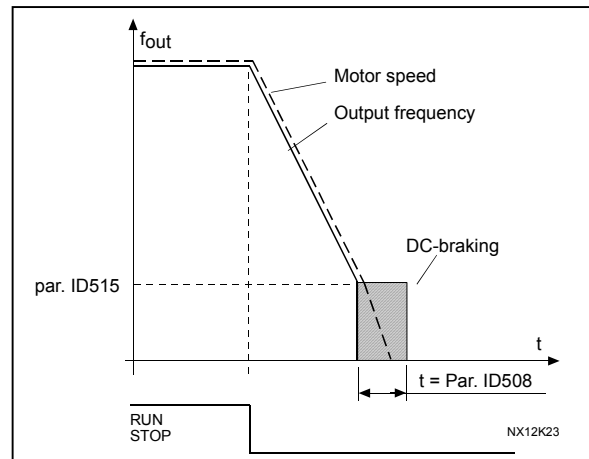 fout
Motor speed
Output frequency
DC-braking
par. ID515
t
t = Par. ID508
RUN
STOP
NX12K23